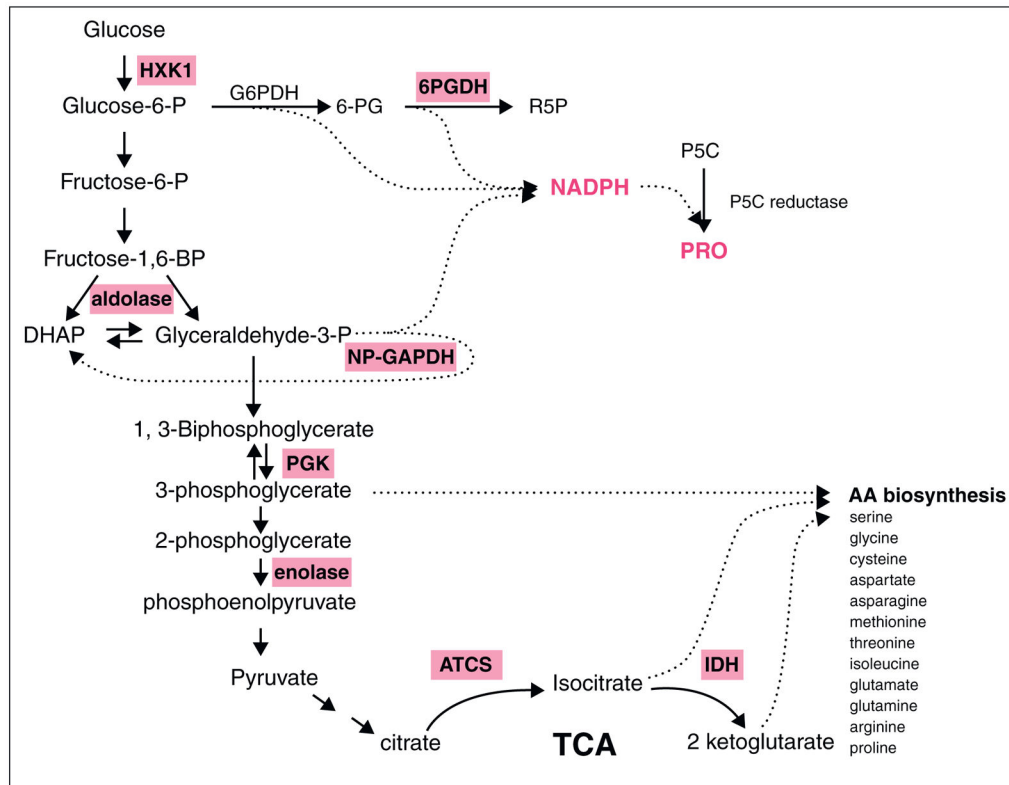 Glucose
HXK1
Glucose-6-P
G6PDH
6-PG
6PGDH
R5P
P5C
Fructose-6-P
NADPH
P5C reductase
PRO
Fructose-1,6-BP
aldolase
DHAP
Glyceraldehyde-3-P
NP-GAPDH
1, 3-Biphosphoglycerate
PGK
3-phosphoglycerate
AA biosynthesis
serine
glycine
cysteine
aspartate
asparagine
methionine
threonine
isoleucine
glutamate
glutamine
arginine
proline
2-phosphoglycerate
enolase
phosphoenolpyruvate
Pyruvate
ATCS
Isocitrate
IDH
citrate
TCA
2 ketoglutarate